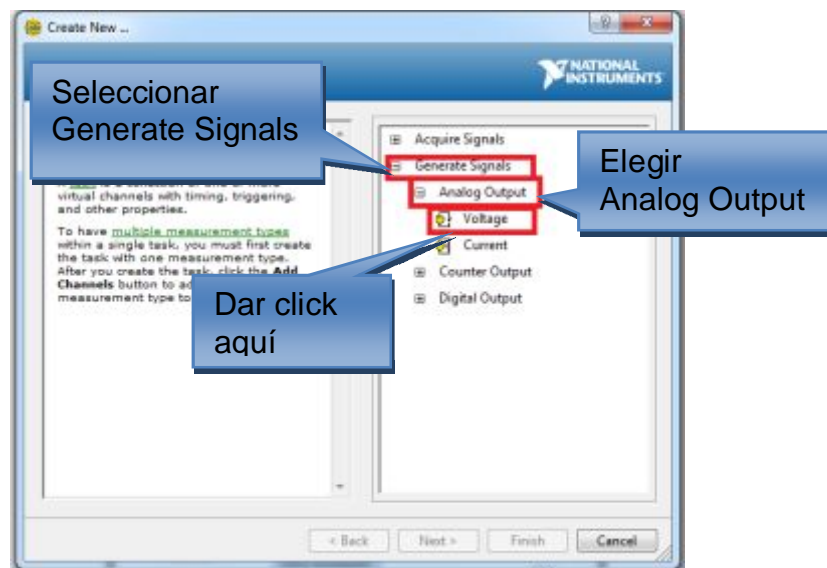 Create New ...
NATIONAL
INSTRUMENTS
Seleccionar
Generate Signals
virtual channels with timing, triggering,
and other properties.
To have multiple measurement types
within a single task, you must first create
the task with one measurement type.
After you create the task, click the Add
Channels button to
measurement type to
Acquire Signals
Generate Signals
Analog Output
Voltage
Current
Counter Output
Digital Output
Elegir
Analog Output
Dar click
aquí
< Back
Next >
Finish
Cancel